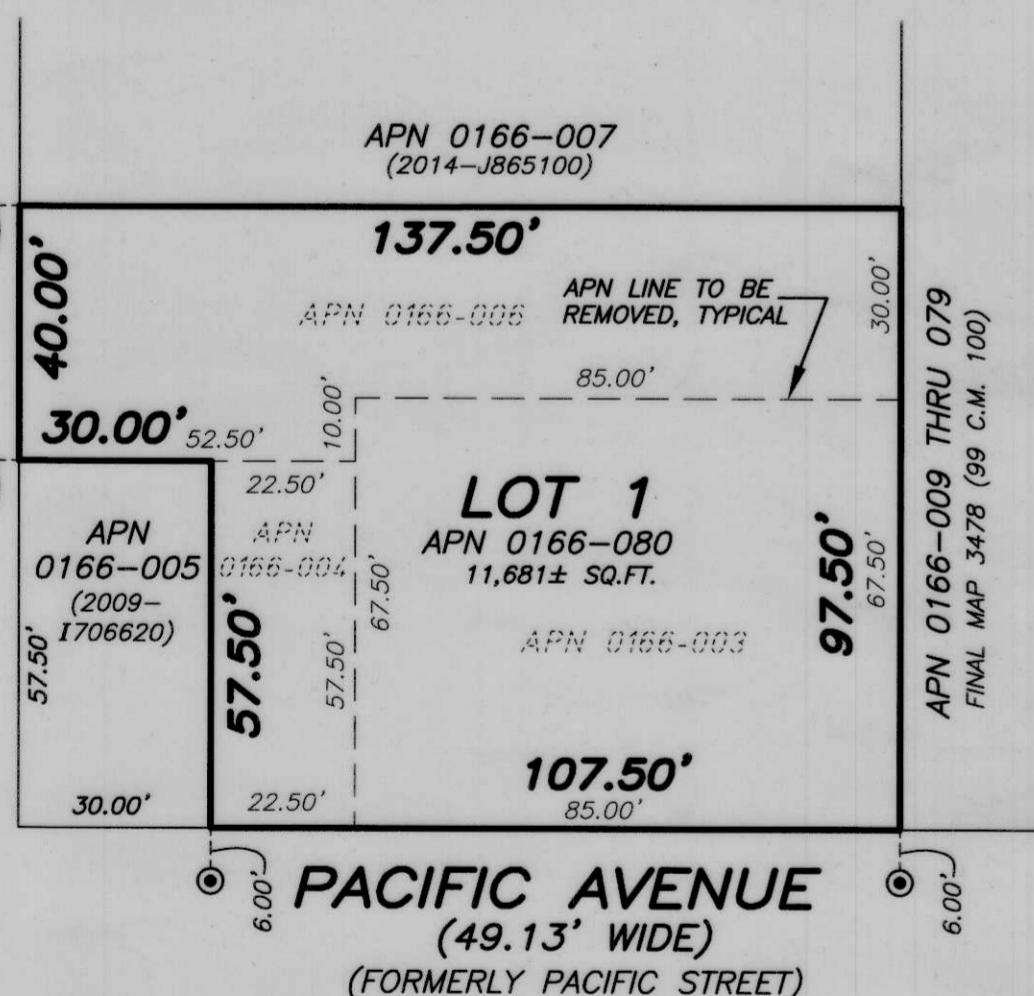 APN 0166-007
(2014-J865100)
137.50'
40.00'
APN 0166-006
APN LINE TO BE
REMOVED, TYPICAL
30.00'
85.00'
10.00'
30.00'
52.50'
22.50'
LOT 1
APN 0166-080
11,681± SQ.FT.
APN
0166-005
(2009-
I706620)
APN
0166-004
67.50'
57.50'
57.50'
57.50'
APN 0166-003
97.50'
67.50'
APN 0166-009 THRU 079
FINAL MAP 3478 (99 C.M. 100)
30.00'
22.50'
107.50'
85.00'
6.00'
6.00'
PACIFIC AVENUE
(49.13' WIDE)
(FORMERLY PACIFIC STREET)